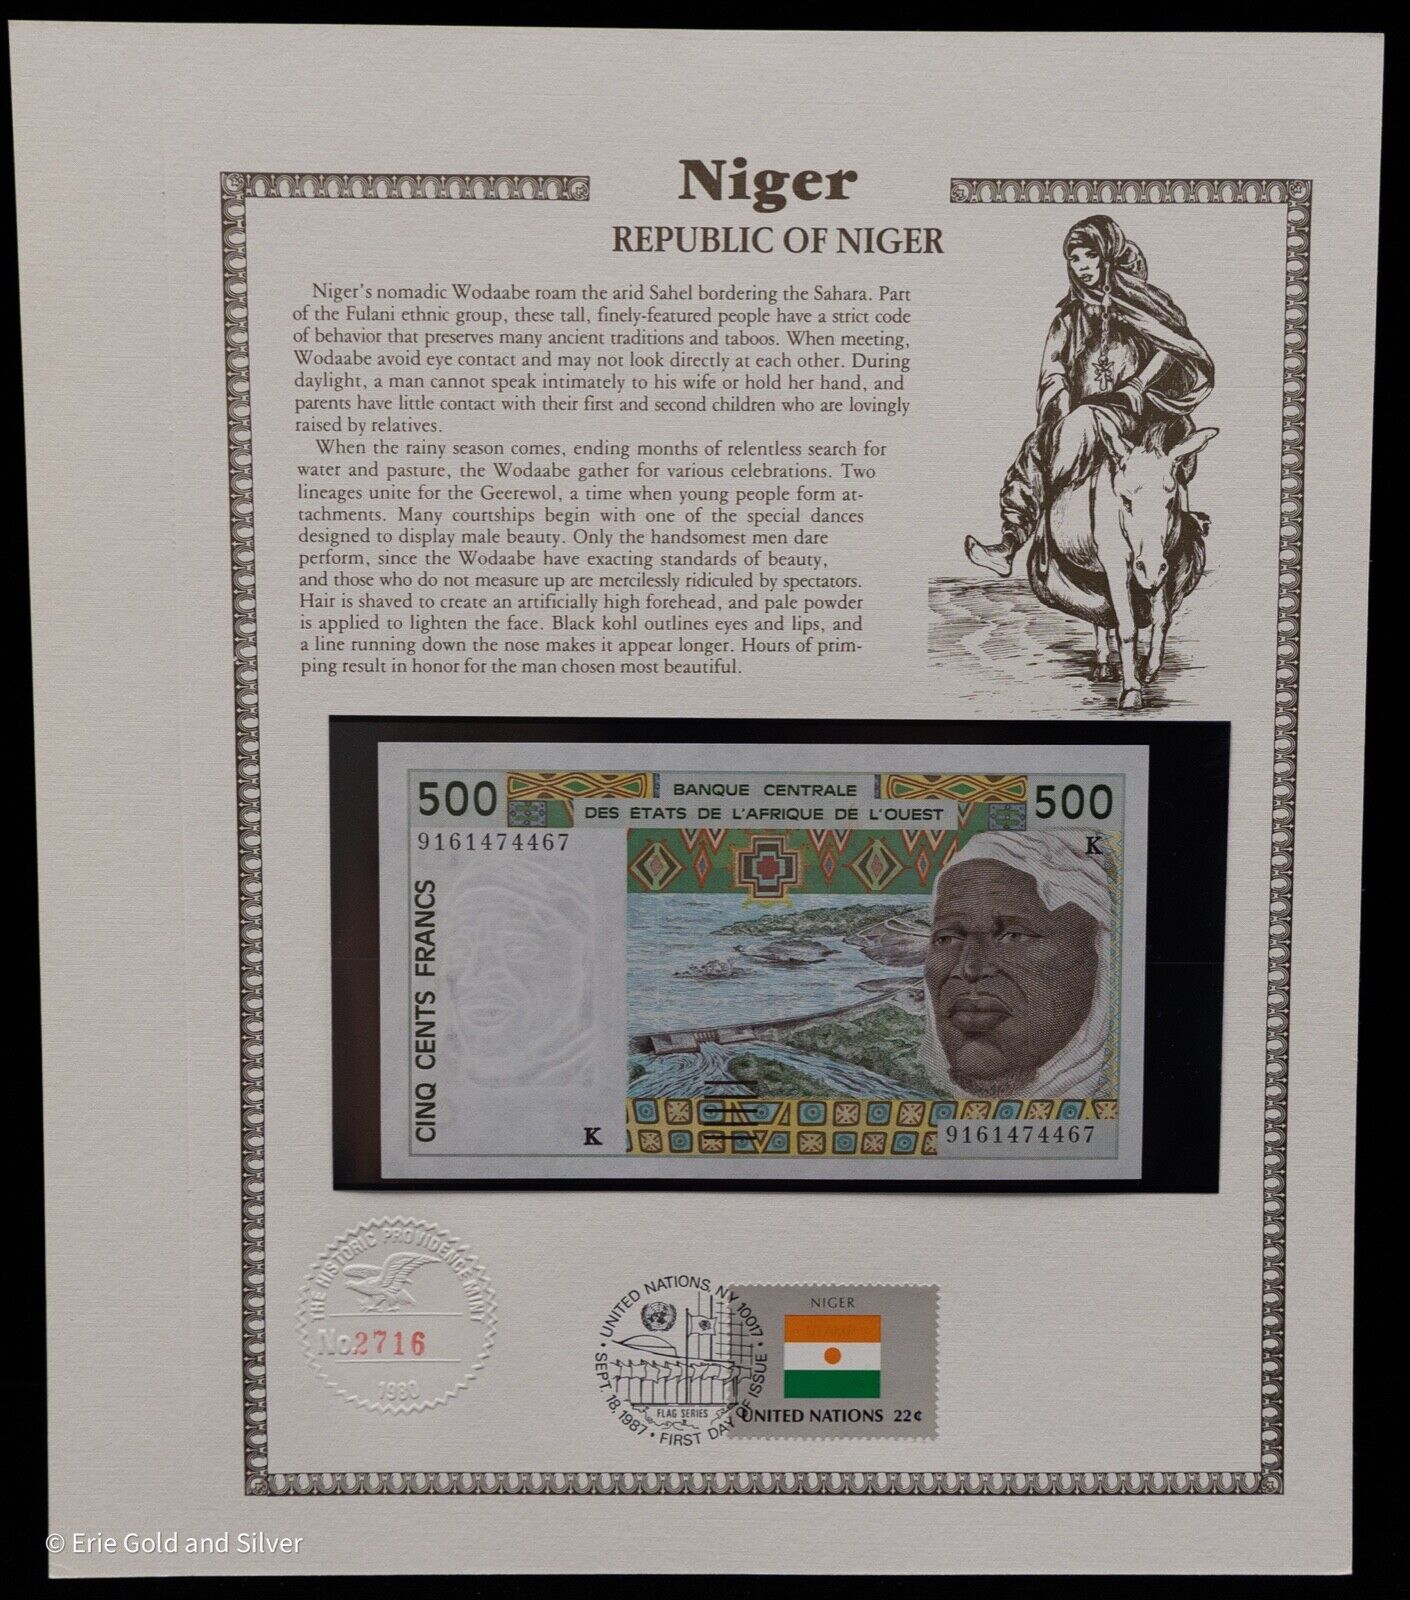 Niger
REPUBLIC OF NIGER
Niger's nomadic Wodaabe roam the arid Sahel bordering the Sahara. Part
of the Fulani ethnic group, these tall, finely-featured people have a strict code
of behavior that preserves many ancient traditions and taboos. When meeting,
Wodaabe avoid eye contact and may not look directly at each other. During
daylight, a man cannot speak intimately to his wife or hold her hand, and
parents have little contact with their first and second children who are lovingly
raised by relatives.
When the rainy season comes, ending months of relentless search for
water and pasture, the Wodaabe gather for various celebrations. Two
lineages unite for the Geerewol, a time when young people form at-
tachments. Many courtships begin with one of the special dances
designed to display male beauty. Only the handsomest men dare
perform, since the Wodaabe have exacting standards of beauty,
and those who do not measure up are mercilessly ridiculed by spectators.
Hair is shaved to create an artificially high forehead, and pale powder
is applied to lighten the face. Black kohl outlines eyes and lips, and
a line running down the nose makes it appear longer. Hours of prim-
ping result in honor for the man chosen most beautiful.
500
BANQUE CENTRALE
DES ETATS DE L'AFRIQUE DE L'OUEST
500
9161474467
K
CINQ CENTS FRANCS
K
9161474467
THE HISTORIC PROVIDENCE MINT
No. 2716
1980
UNITED NATIONS, NY 10017
SEPT. 18, 1987 • FIRST DAY OF ISSUE
FLAG SERIES
NIGER
UNITED NATIONS 22¢
© Erie Gold and Silver